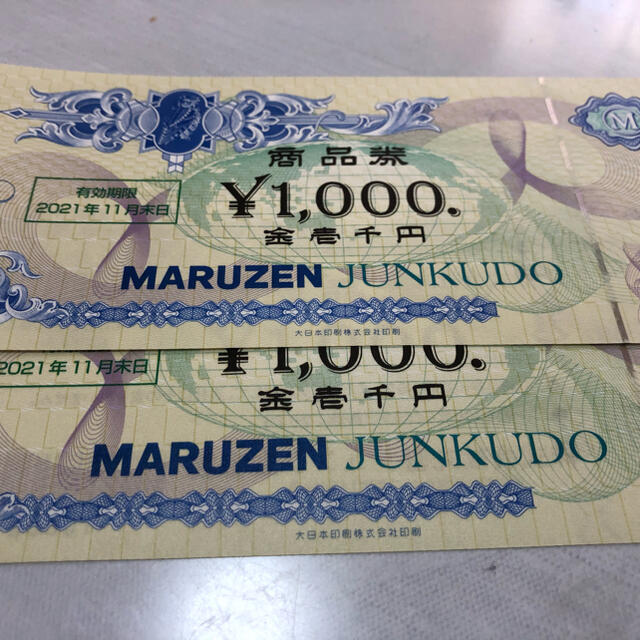 商品券
M
有効期限
2021年11月末日
¥1,000.
金壱千円
MARUZEN JUNKUDO
大日本印刷株式会社印刷
¥1,000.
2021年11月末日
金壱千円
MARUZEN JUNKUDO
大日本印刷株式会社印刷